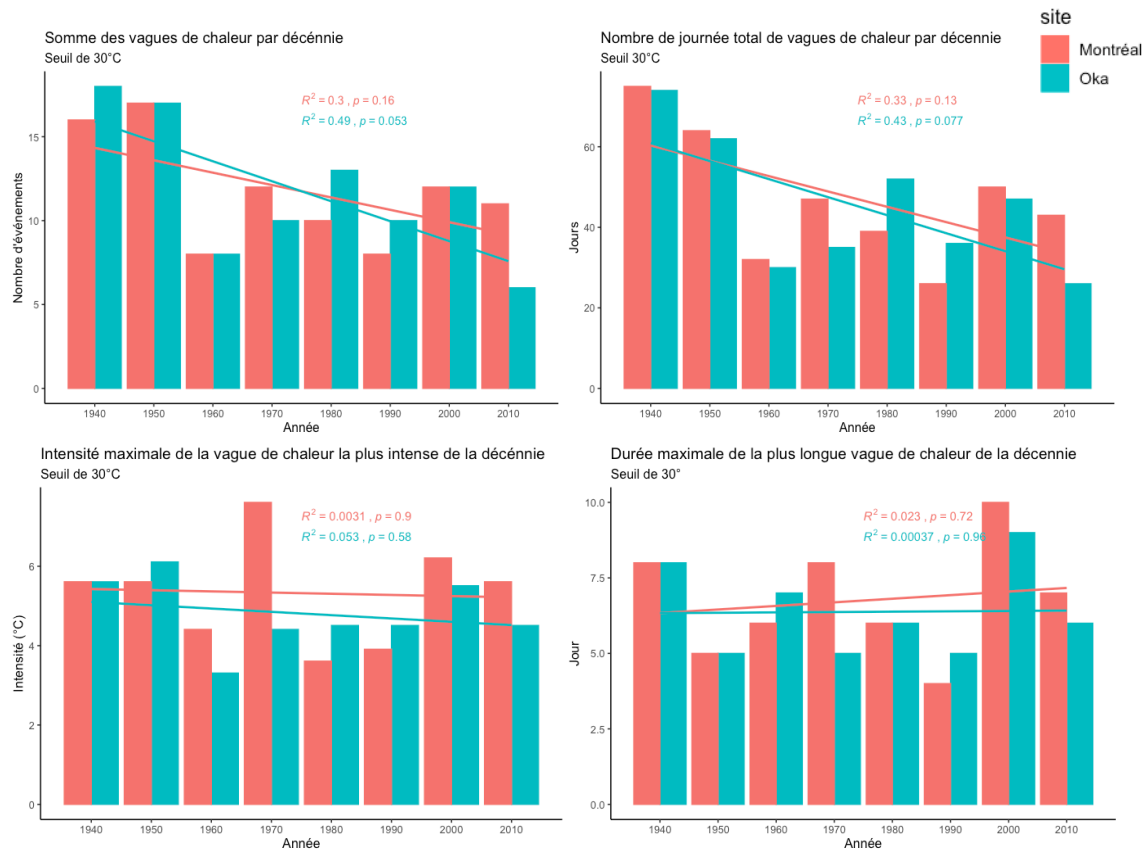 site
Montréal
Oka
Somme des vagues de chaleur par décénnie
Seuil de 30°C
R² = 0.3 , p = 0.16
R² = 0.49 , p = 0.053
Nombre d'événements
15
10
5
0
1940 1950 1960 1970 1980 1990 2000 2010
Année
Nombre de journée total de vagues de chaleur par décennie
Seuil 30°C
R² = 0.33 , p = 0.13
R² = 0.43 , p = 0.077
Jours
60
40
20
0
1940 1950 1960 1970 1980 1990 2000 2010
Année
Intensité maximale de la vague de chaleur la plus intense de la décénnie
Seuil de 30°C
R² = 0.0031 , p = 0.9
R² = 0.053 , p = 0.58
Intensité (°C)
6
4
2
0
1940 1950 1960 1970 1980 1990 2000 2010
Année
Durée maximale de la plus longue vague de chaleur de la décennie
Seuil de 30°
R² = 0.023 , p = 0.72
R² = 0.00037 , p = 0.96
Jour
10.0
7.5
5.0
2.5
0.0
1940 1950 1960 1970 1980 1990 2000 2010
Année